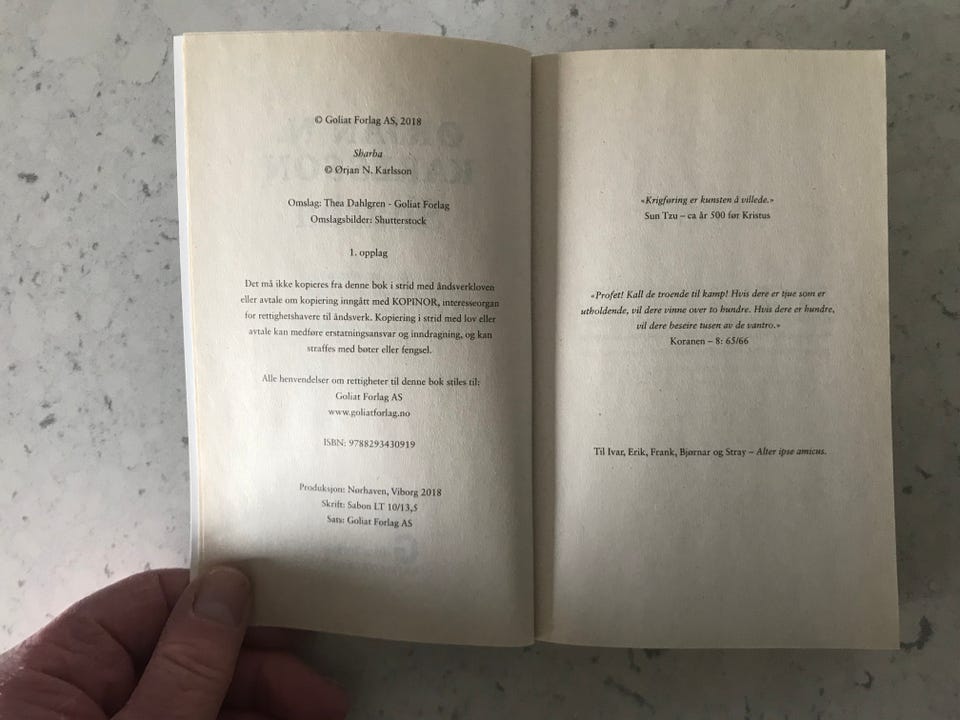 © Goliat Forlag AS, 2018
Sharba
© Ørjan N. Karlsson
Omslag: Thea Dahlgren - Goliat Forlag
Omslagsbilder: Shutterstock
1. opplag
Det må ikke kopieres fra denne bok i strid med åndsverkloven
eller avtale om kopiering inngått med KOPINOR, interesseorgan
for rettighetshavere til åndsverk. Kopiering i strid med lov eller
avtale kan medføre erstatningsansvar og inndragning, og kan
straffes med bøter eller fengsel.
Alle henvendelser om rettigheter til denne bok stiles til:
Goliat Forlag AS
www.goliatforlag.no
ISBN: 9788293430919
Produksjon: Nørhaven, Viborg 2018
Skrift: Sabon LT 10/13,5
Sats: Goliat Forlag AS
«Krigføring er kunsten å villede.»
Sun Tzu – ca år 500 før Kristus
«Profet! Kall de troende til kamp! Hvis dere er tjue som er
utholdende, vil dere vinne over to hundre. Hvis dere er hundre,
vil dere beseire tusen av de vantro.»
Koranen – 8: 65/66
Til Ivar, Erik, Frank, Bjørnar og Stray – Alter ipse amicus.